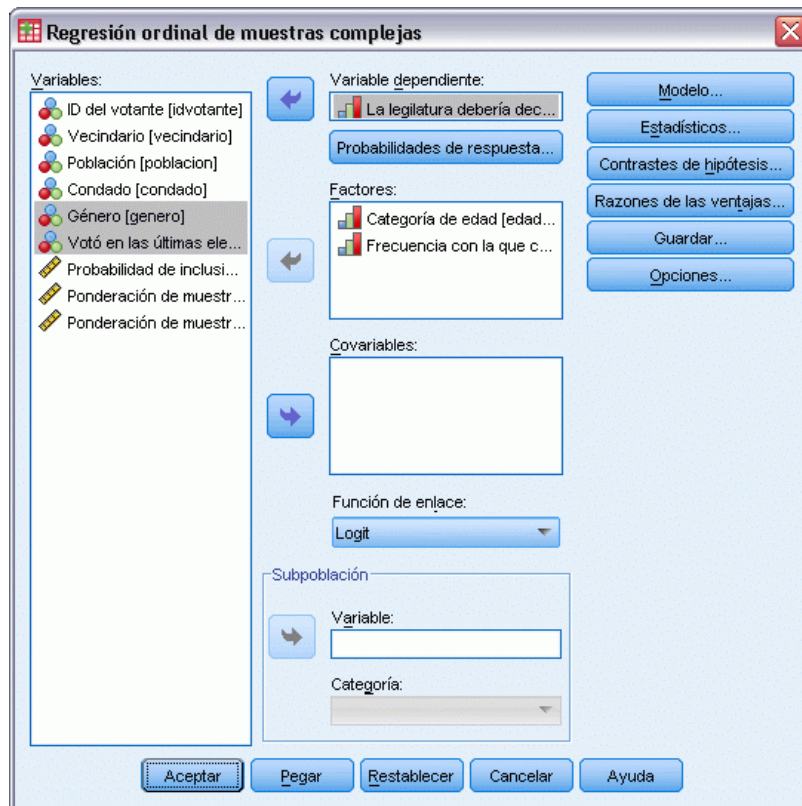 Regresión ordinal de muestras complejas
Variables:
ID del votante [idvotante]
Vecindario [vecindario]
Población [poblacion]
Condado [condado]
Género [genero]
Votó en las últimas ele...
Probabilidad de inclusi...
Ponderación de muestr...
Ponderación de muestr...
Variable dependiente:
La legilatura debería dec...
Probabilidades de respuesta...
Factores:
Categoría de edad [edad...
Frecuencia con la que c...
Covariables:
Función de enlace:
Logit
Subpoblación
Variable:
Categoría:
Modelo...
Estadísticos...
Contrastes de hipótesis...
Razones de las ventajas...
Guardar...
Opciones...
Aceptar
Pegar
Restablecer
Cancelar
Ayuda